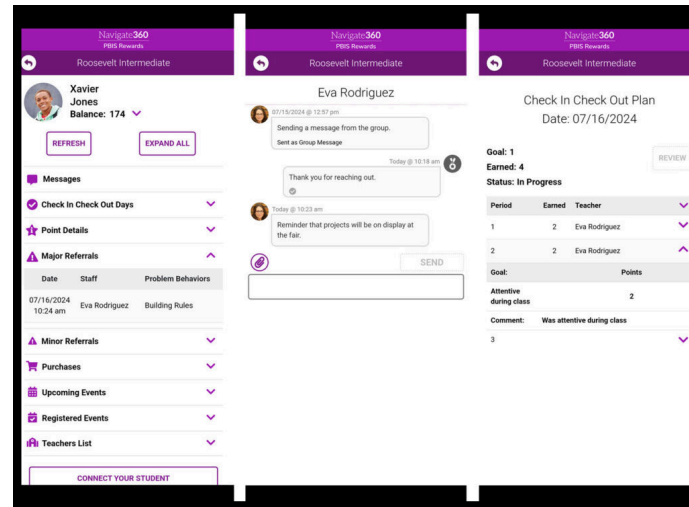 Navigate360
PBIS Rewards
Roosevelt Intermediate
Xavier
Jones
Balance: 174
REFRESH
EXPAND ALL
Messages
Check In Check Out Days
Point Details
Major Referrals
Date Staff Problem Behaviors
07/16/2024
10:24 am
Eva Rodriguez Building Rules
Minor Referrals
Purchases
Upcoming Events
Registered Events
Teachers List
CONNECT YOUR STUDENT
Navigate360
PBIS Rewards
Roosevelt Intermediate
Eva Rodriguez
07/15/2024 @ 12:57 pm
Sending a message from the group.
Sent as Group Message
Today @ 10:18 am
Thank you for reaching out.
Today @ 10:23 am
Reminder that projects will be on display at
the fair.
SEND
Navigate360
PBIS Rewards
Roosevelt Intermediate
Check In Check Out Plan
Date: 07/16/2024
Goal: 1
Earned: 4
Status: In Progress
REVIEW
Period Earned Teacher
1 2 Eva Rodriguez
2 2 Eva Rodriguez
Goal: Points
Attentive
during class
2
Comment: Was attentive during class
3